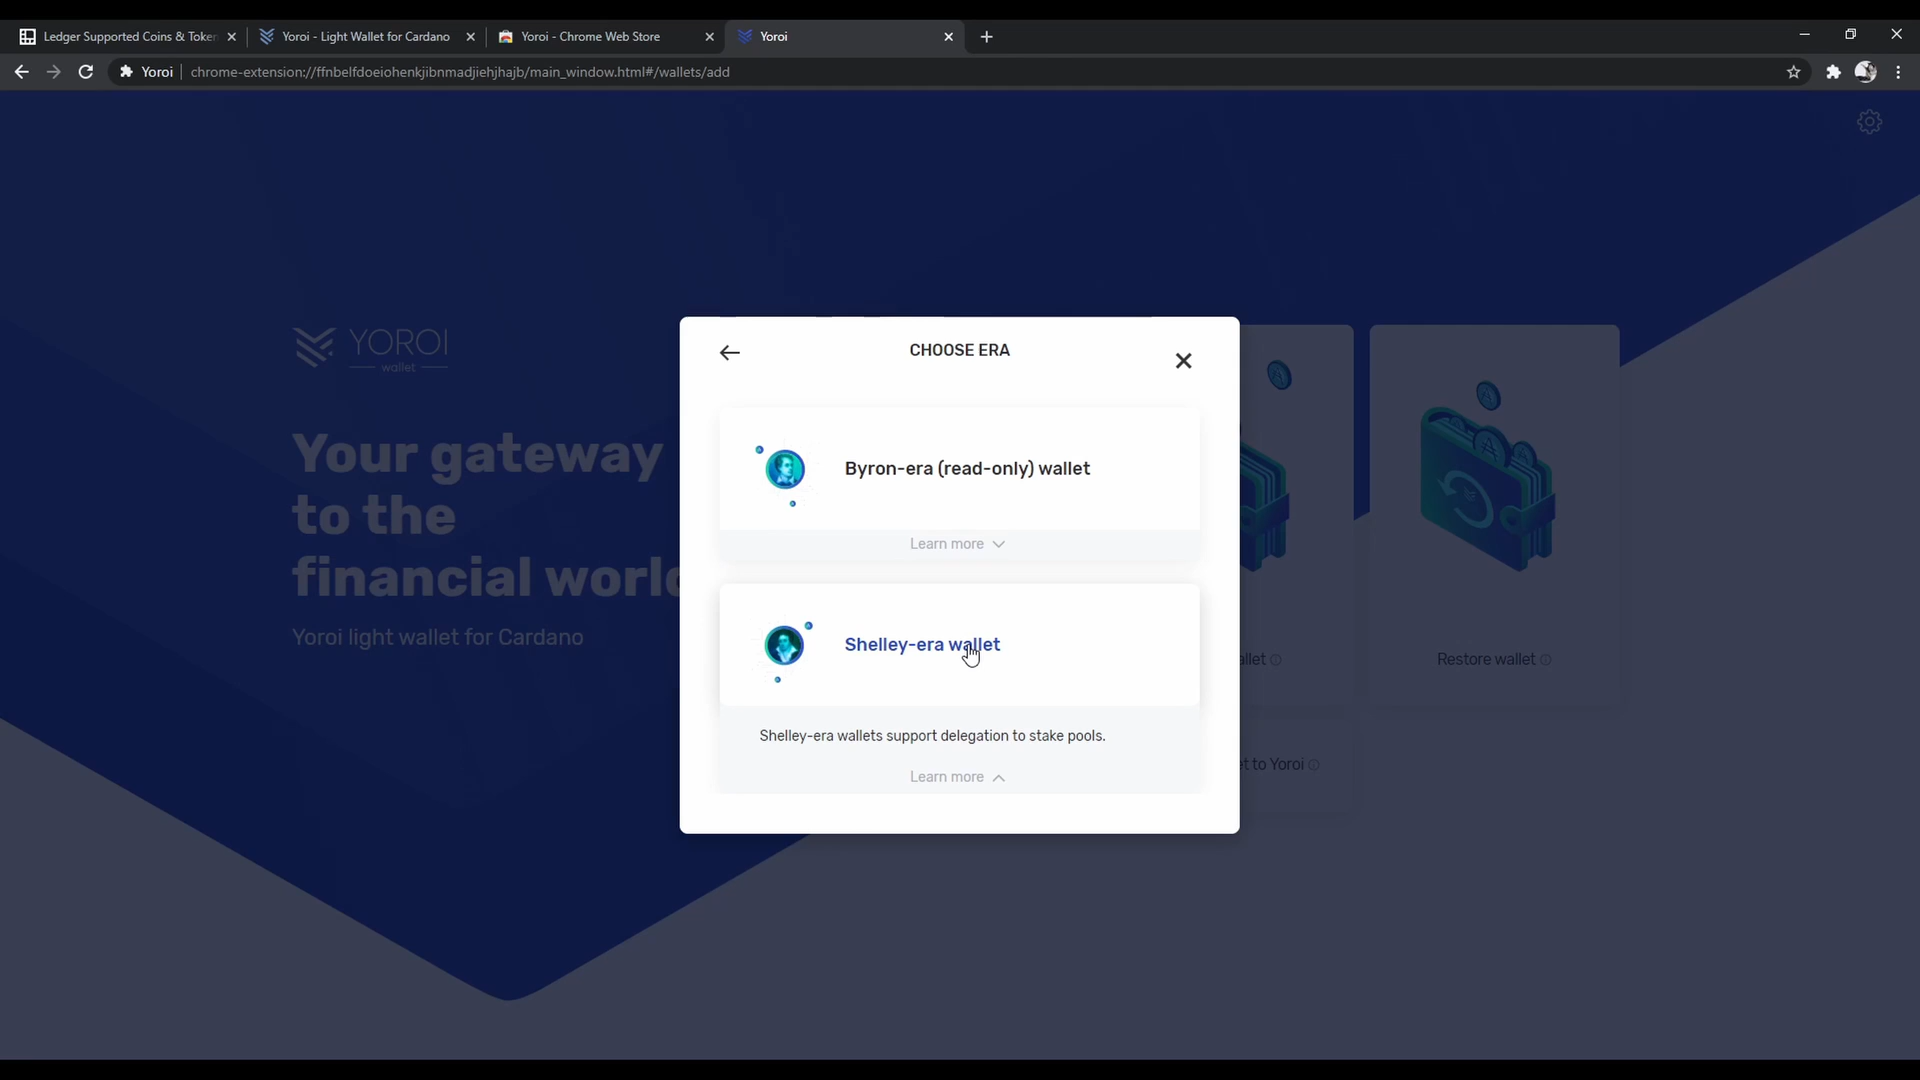 Ledger Supported Coins & Token
Yoroi - Light Wallet for Cardano
Yoroi - Chrome Web Store
Yoroi
Yoroi
chrome-extension://ffnbelfdoeiohenkjibnmadjiehjhajb/main_window.html#/wallets/add
YOROI
wallet
Your gateway
to the
financial world
Yoroi light wallet for Cardano
CHOOSE ERA
Byron-era (read-only) wallet
Learn more
Shelley-era wallet
Shelley-era wallets support delegation to stake pools.
Learn more
allet
Restore wallet
et to Yoroi